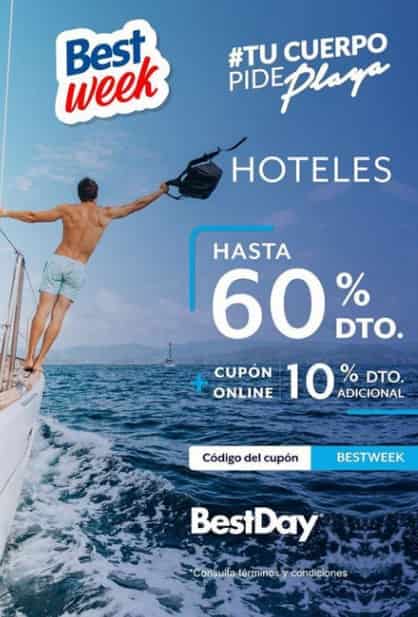 Best
week
#TU CUERPO
PIDE Playa
HOTELES
HASTA
60% DTO.
+ CUPÓN ONLINE 10% DTO. ADICIONAL
Código del cupón BESTWEEK
BestDay
*Consulta términos y condiciones